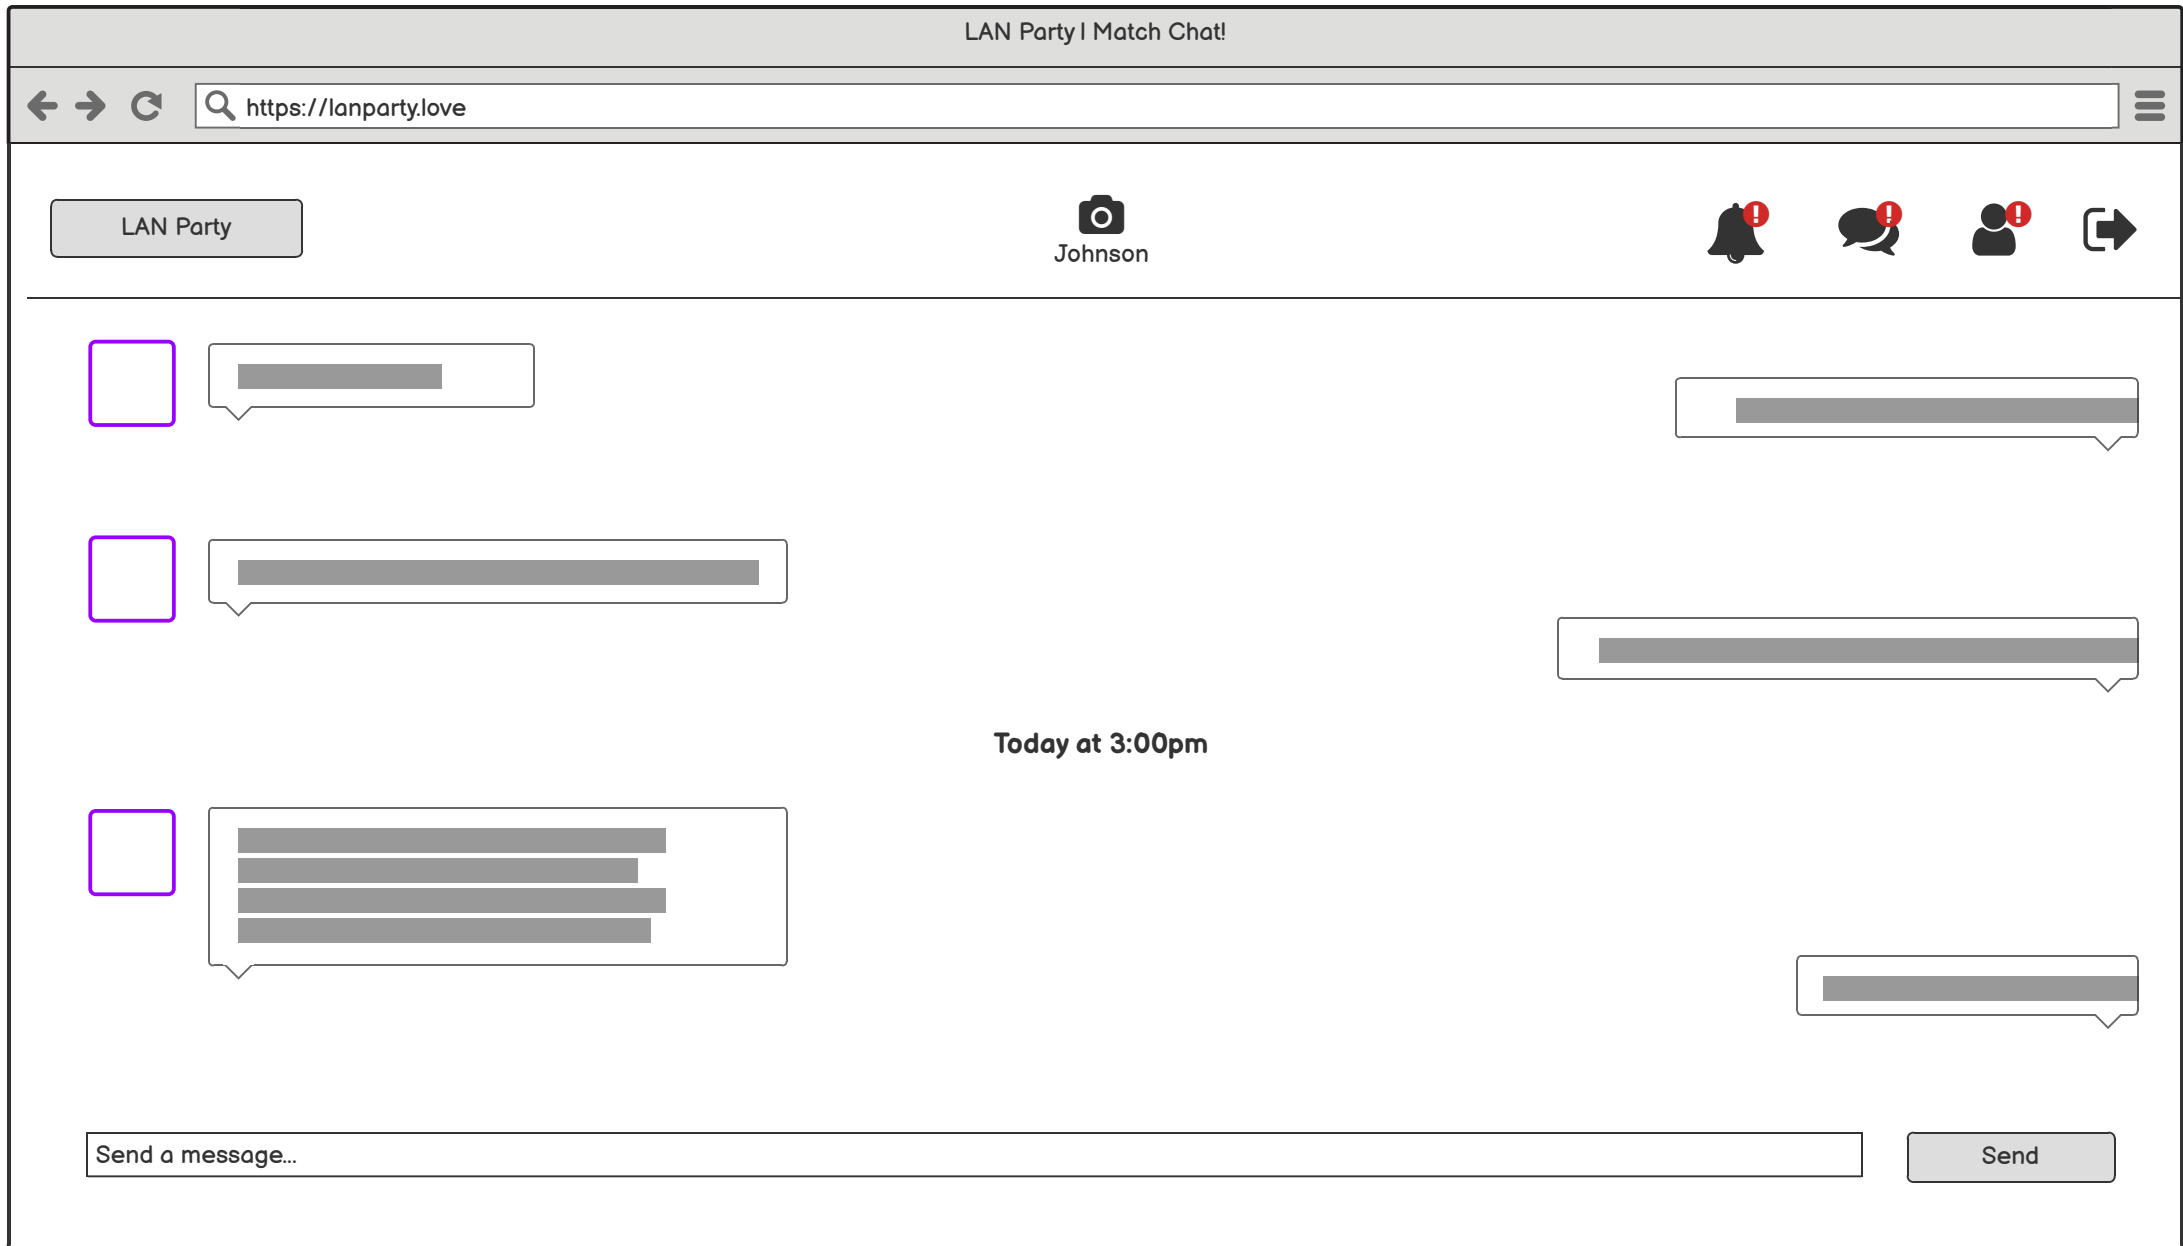 LAN Party | Match Chat!
https://lanparty.love
LAN Party
Johnson
Today at 3:00pm
Send a message...
Send